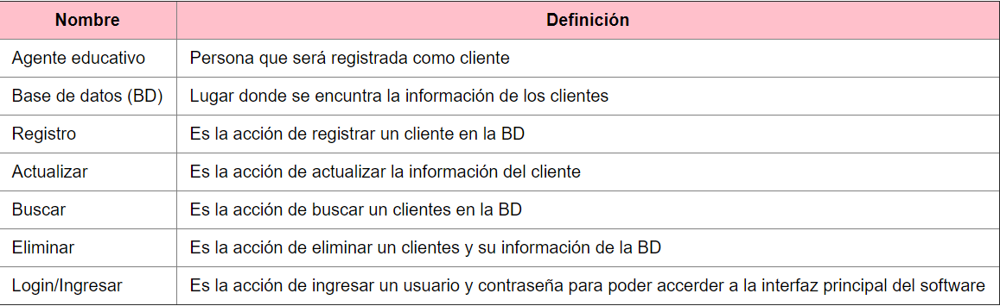 Nombre Definición
Agente educativo Persona que será registrada como cliente
Base de datos (BD) Lugar donde se encuntra la información de los clientes
Registro Es la acción de registrar un cliente en la BD
Actualizar Es la acción de actualizar la información del cliente
Buscar Es la acción de buscar un clientes en la BD
Eliminar Es la acción de eliminar un clientes y su información de la BD
Login/Ingresar Es la acción de ingresar un usuario y contraseña para poder accerder a la interfaz principal del software